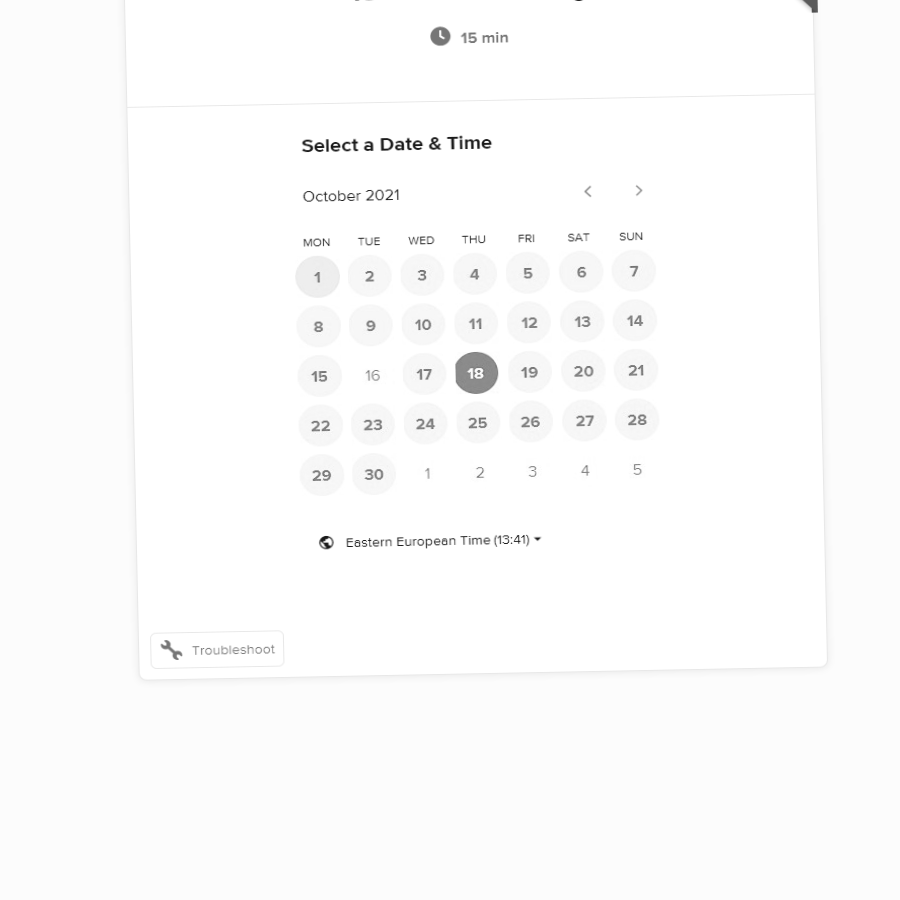 15 min
Select a Date & Time
October 2021
MON TUE WED THU FRI SAT SUN
1 2 3 4 5 6 7
8 9 10 11 12 13 14
15 16 17 18 19 20 21
22 23 24 25 26 27 28
29 30 1 2 3 4 5
Eastern European Time (13:41)
Troubleshoot